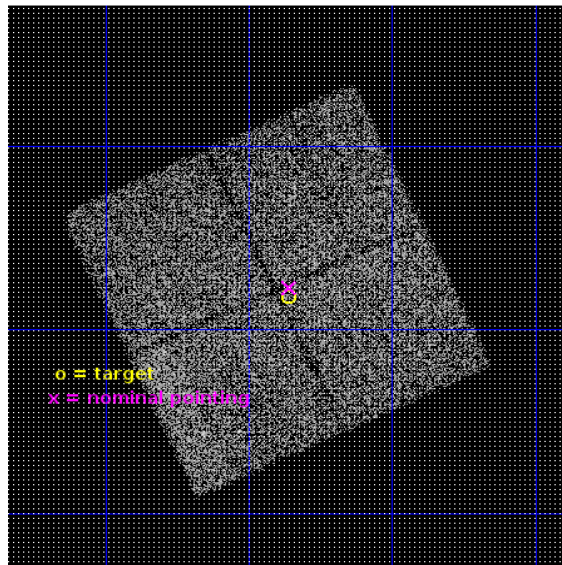 o = target
x = nominal pointing